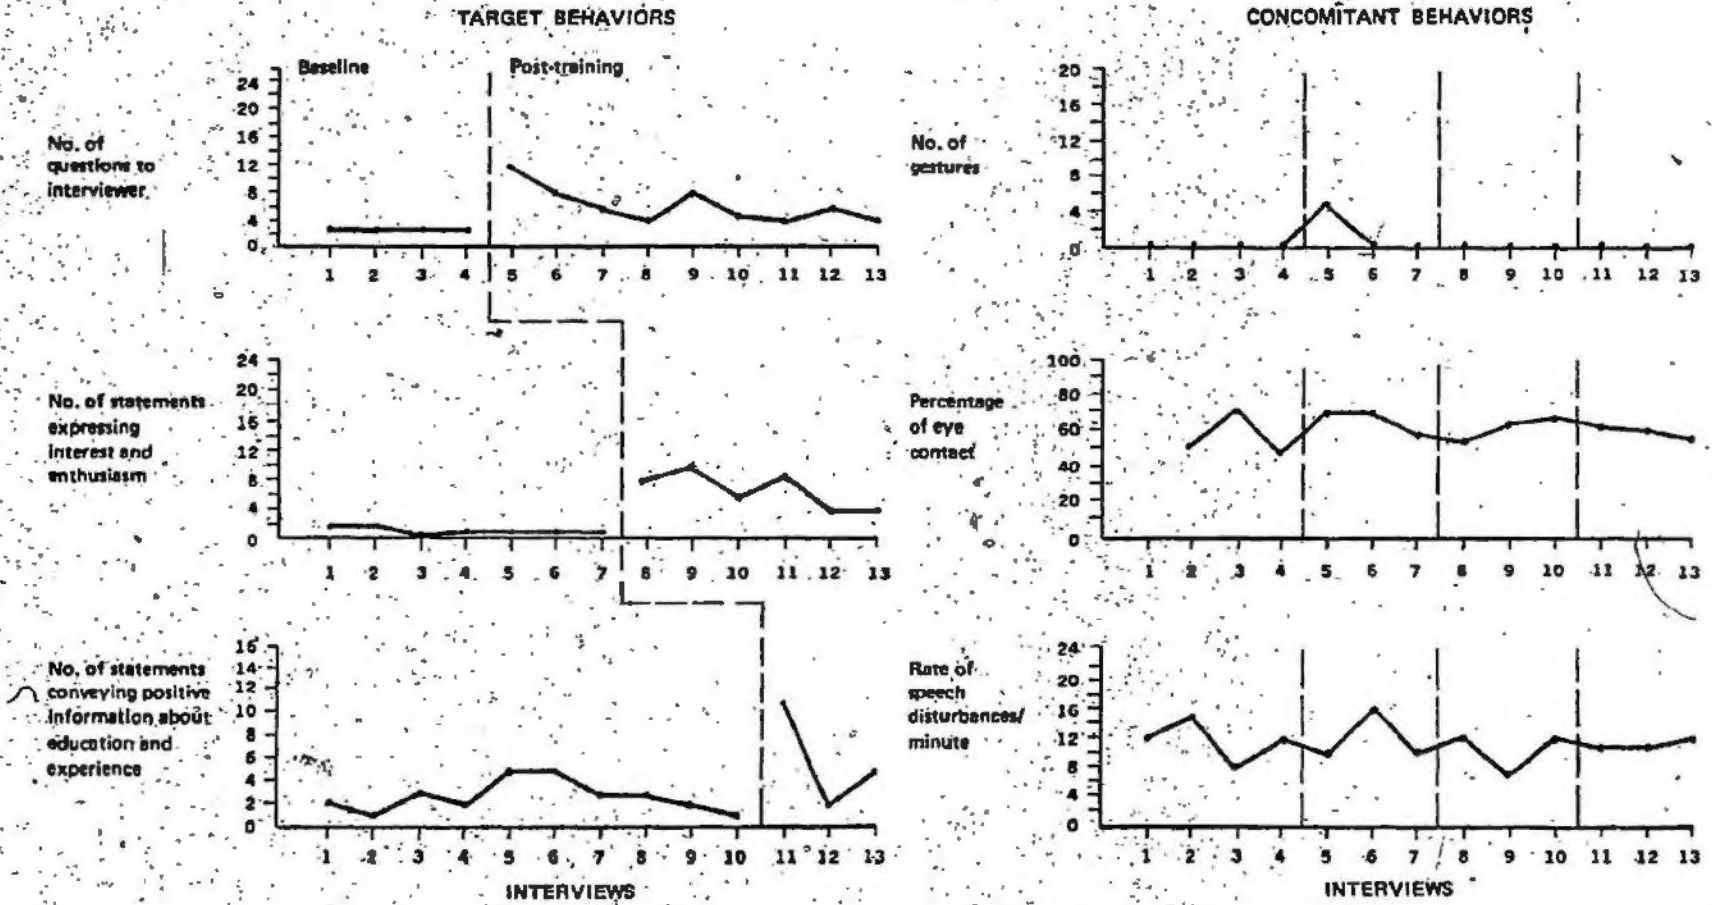 TARGET BEHAVIORS
Baseline
Post-training
No. of
questions to
interviewer
24
20
16
12
8
4
0
1 2 3 4 5 6 7 8 9 10 11 12 13
No. of statements
expressing
interest and
enthusiasm
24
20
16
12
8
4
0
1 2 3 4 5 6 7 8 9 10 11 12 13
No. of statements
conveying positive
information about
education and
experience
16
14
12
10
8
6
4
2
0
1 2 3 4 5 6 7 8 9 10 11 12 13
INTERVIEWS
CONCOMITANT BEHAVIORS
No. of
gestures
20
16
12
8
4
0
1 2 3 4 5 6 7 8 9 10 11 12 13
Percentage
of eye
contact
100
80
60
40
20
0
1 2 3 4 5 6 7 8 9 10 11 12 13
Rate of
speech
disturbances/
minute
24
20
16
12
8
4
0
1 2 3 4 5 6 7 8 9 10 11 12 13
INTERVIEWS